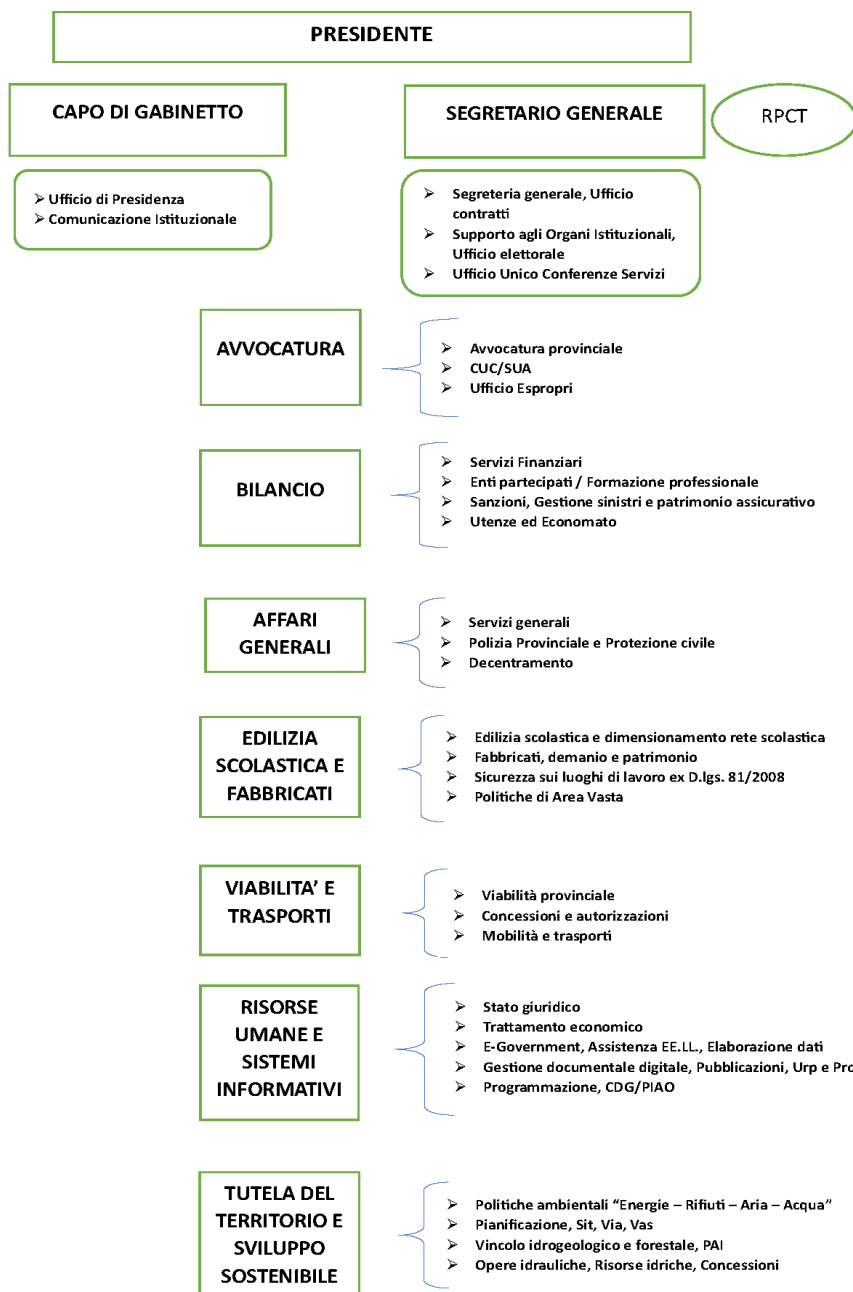 PRESIDENTE
CAPO DI GABINETTO
SEGRETARIO GENERALE
RPCT
➢ Ufficio di Presidenza
➢ Comunicazione Istituzionale
➢ Segreteria generale, Ufficio
contratti
➢ Supporto agli Organi Istituzionali,
Ufficio elettorale
➢ Ufficio Unico Conferenze Servizi
AVVOCATURA
➢ Avvocatura provinciale
➢ CUC/SUA
➢ Ufficio Espropri
BILANCIO
➢ Servizi Finanziari
➢ Enti partecipati / Formazione professionale
➢ Sanzioni, Gestione sinistri e patrimonio assicurativo
➢ Utenze ed Economato
AFFARI
GENERALI
➢ Servizi generali
➢ Polizia Provinciale e Protezione civile
➢ Decentramento
EDILIZIA
SCOLASTICA E
FABBRICATI
➢ Edilizia scolastica e dimensionamento rete scolastica
➢ Fabbricati, demanio e patrimonio
➢ Sicurezza sui luoghi di lavoro ex D.lgs. 81/2008
➢ Politiche di Area Vasta
VIABILITA’ E
TRASPORTI
➢ Viabilità provinciale
➢ Concessioni e autorizzazioni
➢ Mobilità e trasporti
RISORSE
UMANE E
SISTEMI
INFORMATIVI
➢ Stato giuridico
➢ Trattamento economico
➢ E-Government, Assistenza EE.LL., Elaborazione dati
➢ Gestione documentale digitale, Pubblicazioni, Urp e Pro
➢ Programmazione, CDG/PIAO
TUTELA DEL
TERRITORIO E
SVILUPPO
SOSTENIBILE
➢ Politiche ambientali “Energie – Rifiuti – Aria – Acqua”
➢ Pianificazione, Sit, Via, Vas
➢ Vincolo idrogeologico e forestale, PAI
➢ Opere idrauliche, Risorse idriche, Concessioni